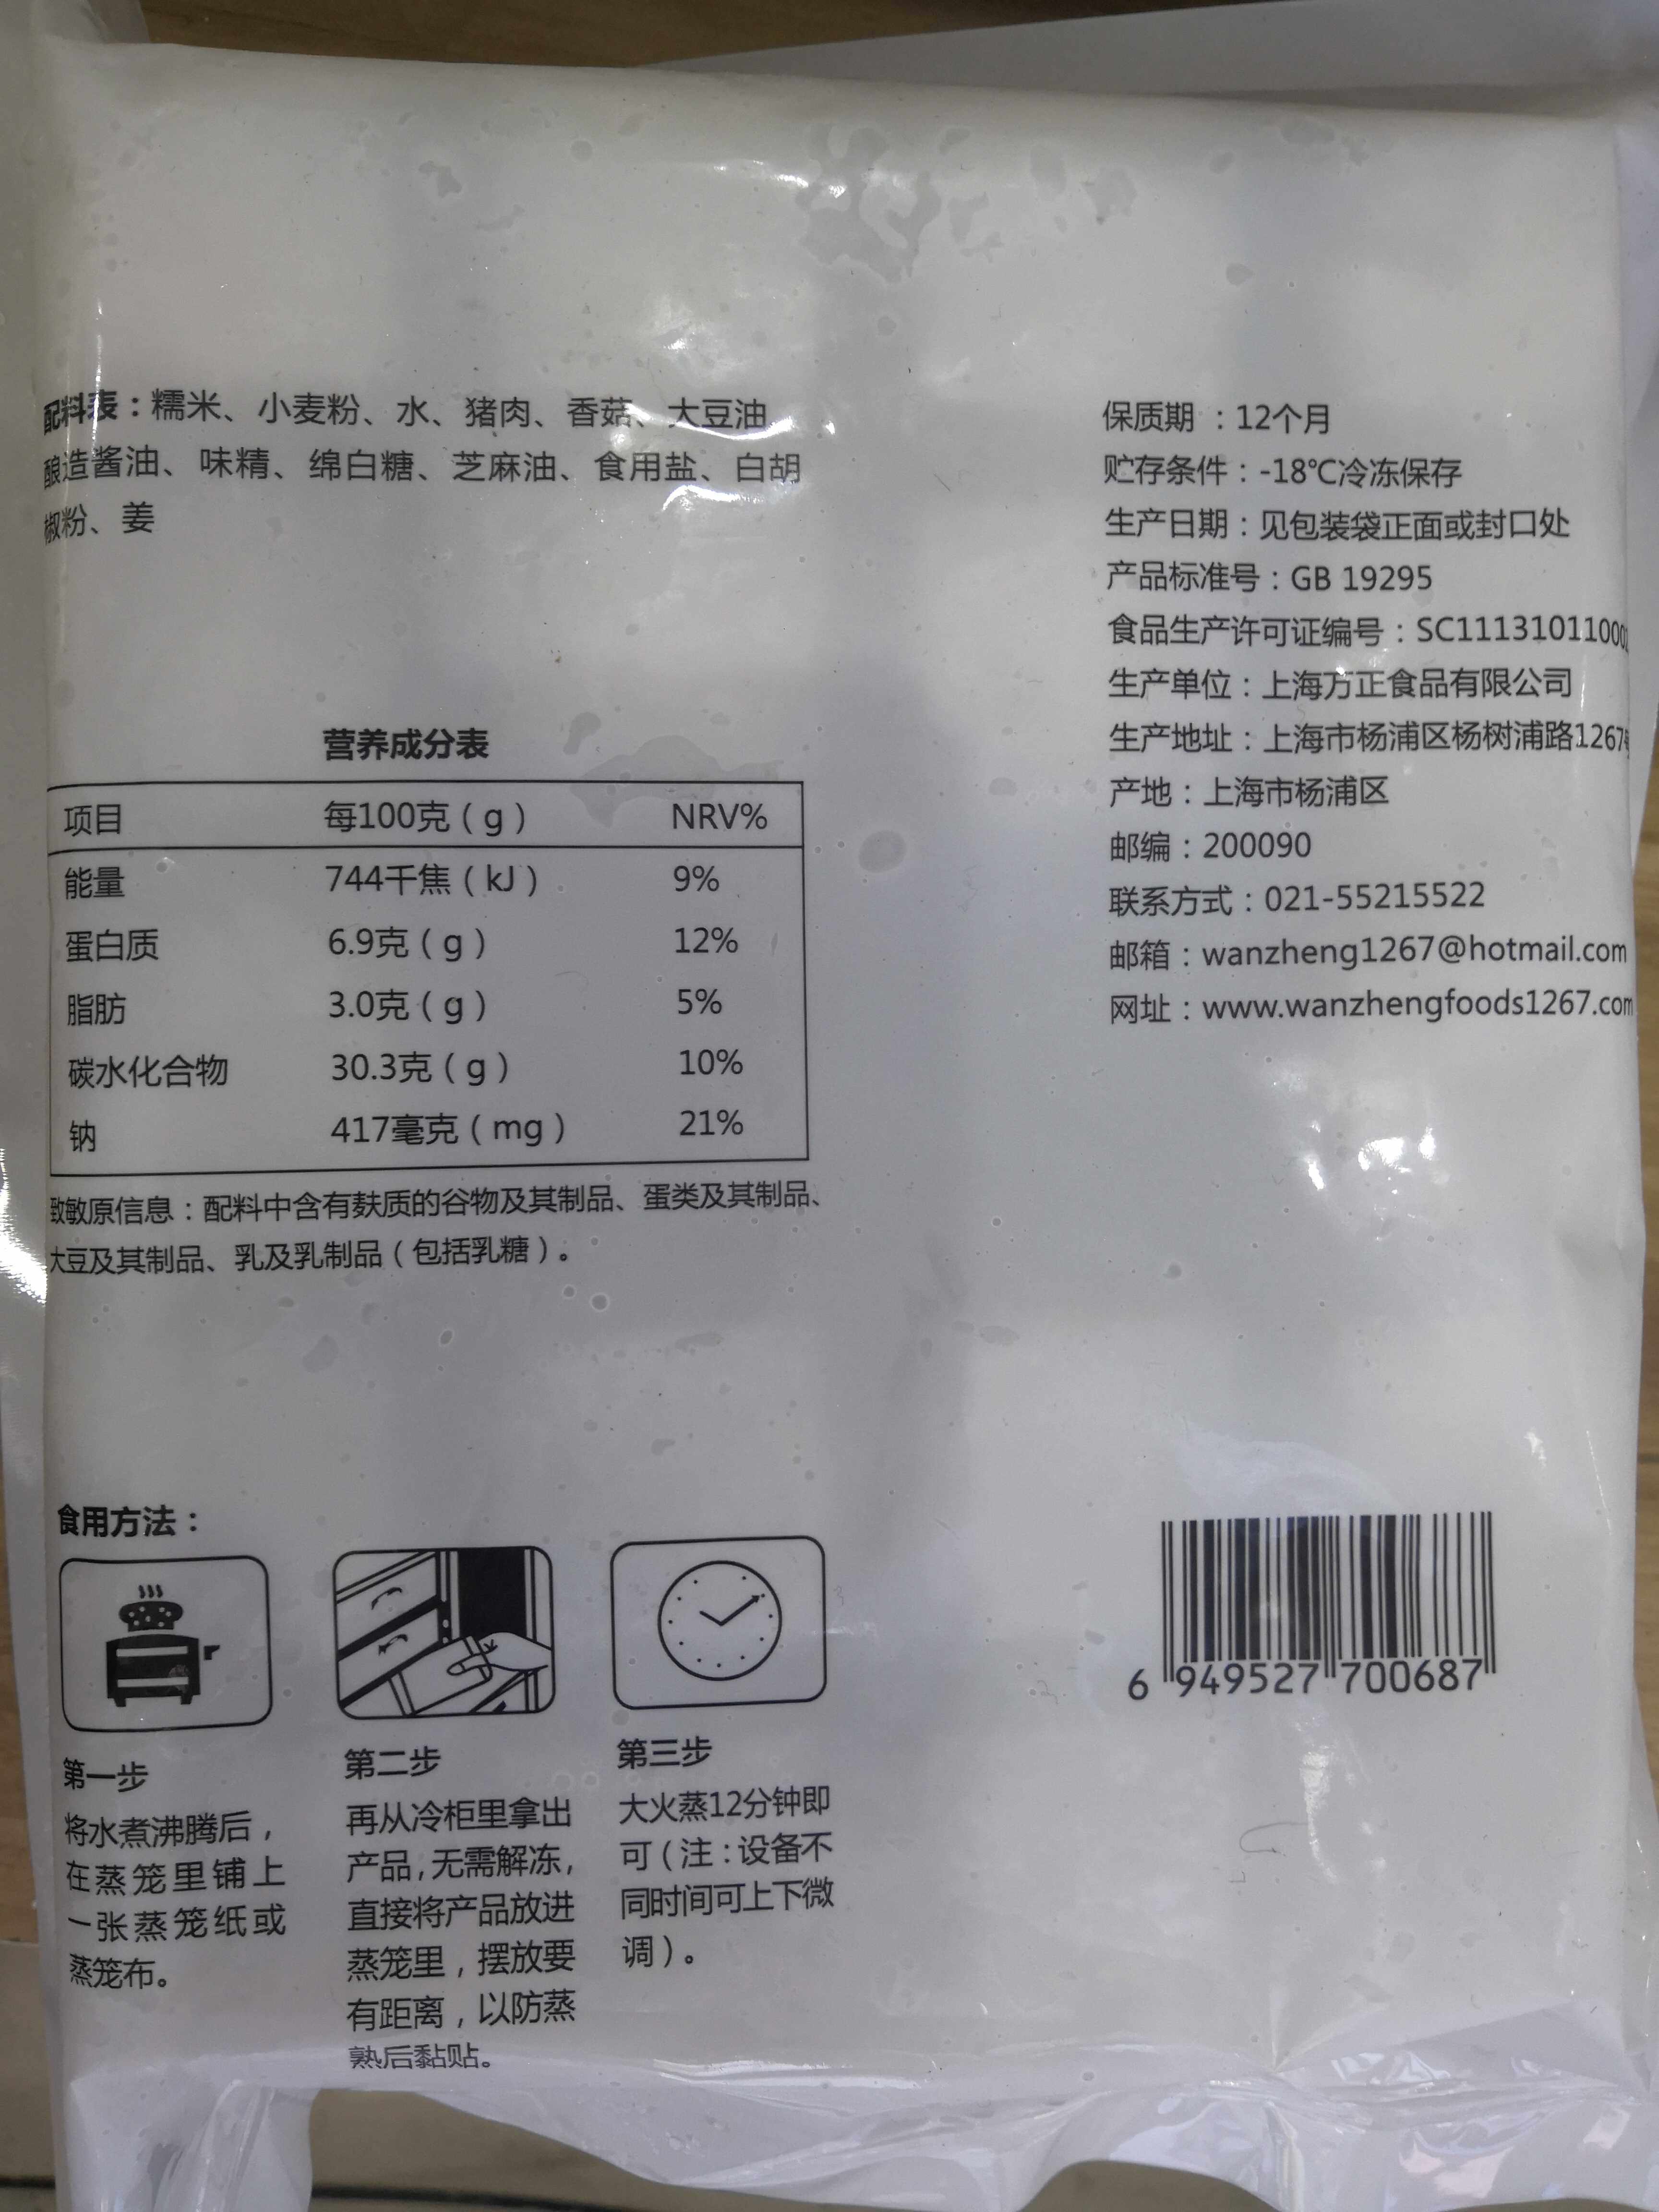 配料表：糯米、小麦粉、水、猪肉、香菇、大豆油、
酿造酱油、味精、绵白糖、芝麻油、食用盐、白胡
椒粉、姜
营养成分表
项目 每100克（g） NRV%
能量 744千焦（kJ） 9%
蛋白质 6.9克（g） 12%
脂肪 3.0克（g） 5%
碳水化合物 30.3克（g） 10%
钠 417毫克（mg） 21%
致敏原信息：配料中含有麸质的谷物及其制品、蛋类及其制品、
大豆及其制品、乳及乳制品（包括乳糖）。
保质期：12个月
贮存条件：-18℃冷冻保存
生产日期：见包装袋正面或封口处
产品标准号：GB 19295
食品生产许可证编号：SC11131011000
生产单位：上海万正食品有限公司
生产地址：上海市杨浦区杨树浦路1267号
产地：上海市杨浦区
邮编：200090
联系方式：021-55215522
邮箱：wanzheng1267@hotmail.com
网址：www.wanzhengfoods1267.com
食用方法：
第一步
将水煮沸腾后，
在蒸笼里铺上
一张蒸笼纸或
蒸笼布。
第二步
再从冷柜里拿出
产品,无需解冻,
直接将产品放进
蒸笼里，摆放要
有距离，以防蒸
熟后黏贴。
第三步
大火蒸12分钟即
可（注：设备不
同时间可上下微
调）。
6 949527 700687